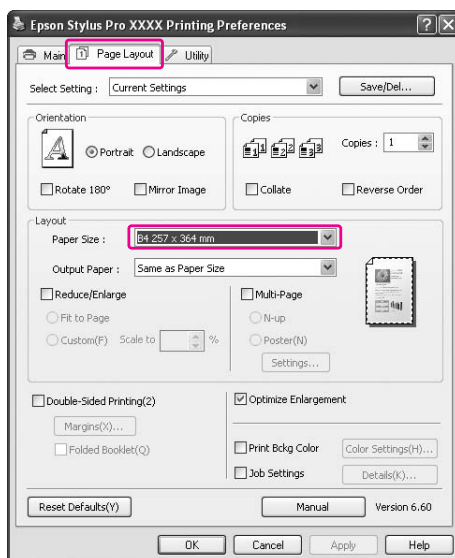 Epson Stylus Pro XXXX Printing Preferences
Main Page Layout Utility
Select Setting : Current Settings Save/Del...
Orientation
Portrait Landscape
Rotate 180° Mirror Image
Copies
Copies : 1
Collate Reverse Order
Layout
Paper Size : B4 257 x 364 mm
Output Paper : Same as Paper Size
Reduce/Enlarge
Fit to Page
Custom(F) Scale to %
Multi-Page
N-up
Poster(N)
Settings...
Double-Sided Printing(2)
Margins(X)...
Folded Booklet(Q)
Optimize Enlargement
Print Bckg Color Color Settings(H)...
Job Settings Details(K)...
Reset Defaults(Y) Manual Version 6.60
OK Cancel Apply Help